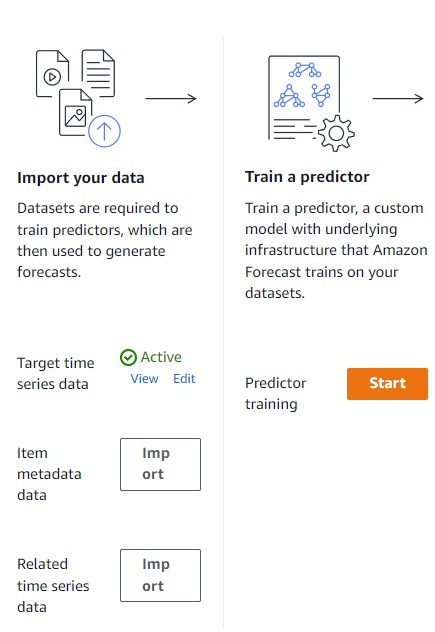 Import your data
Datasets are required to
train predictors, which are
then used to generate
forecasts.
Target time
series data
Active
View Edit
Item
metadata
data
Imp
ort
Related
time series
data
Imp
ort
Train a predictor
Train a predictor, a custom
model with underlying
infrastructure that Amazon
Forecast trains on your
datasets.
Predictor
training
Start